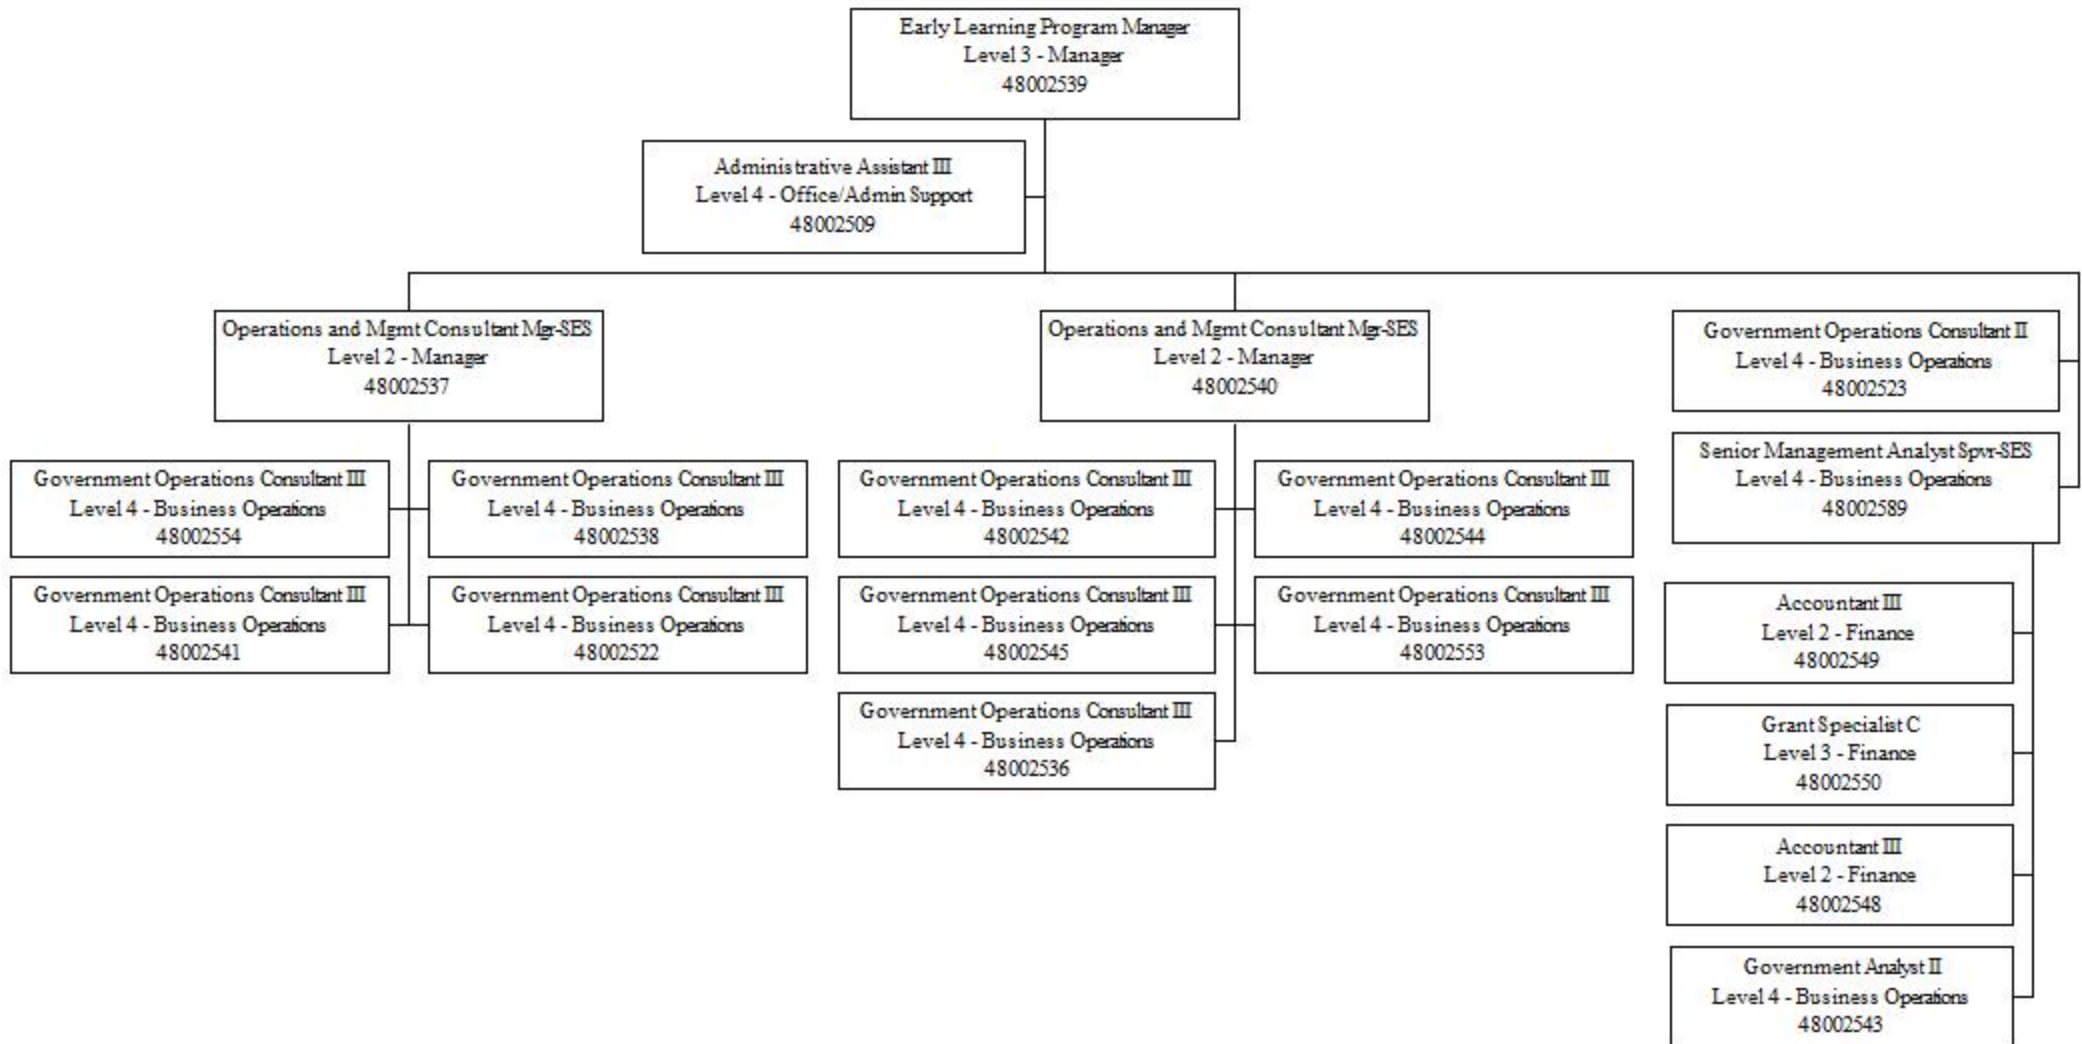 Early Learning Program Manager
Level 3 - Manager
48002539
Administrative Assistant III
Level 4 - Office/Admin Support
48002509
Operations and Mgmt Consultant Mgr-SES
Level 2 - Manager
48002537
Operations and Mgmt Consultant Mgr-SES
Level 2 - Manager
48002540
Government Operations Consultant II
Level 4 - Business Operations
48002523
Senior Management Analyst Spvr-SES
Level 4 - Business Operations
48002589
Government Operations Consultant III
Level 4 - Business Operations
48002554
Government Operations Consultant III
Level 4 - Business Operations
48002538
Government Operations Consultant III
Level 4 - Business Operations
48002541
Government Operations Consultant III
Level 4 - Business Operations
48002522
Government Operations Consultant III
Level 4 - Business Operations
48002542
Government Operations Consultant III
Level 4 - Business Operations
48002544
Government Operations Consultant III
Level 4 - Business Operations
48002545
Government Operations Consultant III
Level 4 - Business Operations
48002553
Government Operations Consultant III
Level 4 - Business Operations
48002536
Accountant III
Level 2 - Finance
48002549
Grant Specialist C
Level 3 - Finance
48002550
Accountant III
Level 2 - Finance
48002548
Government Analyst II
Level 4 - Business Operations
48002543